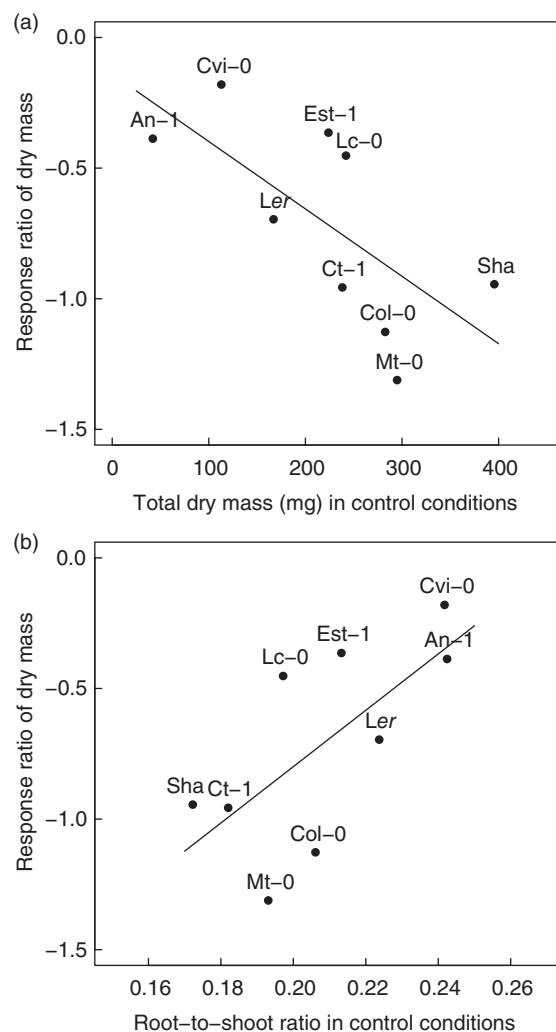 (a)
0.0
−0.5
−1.0
−1.5
Response ratio of dry mass
Cvi−0
An−1
Est−1
Lc−0
Ler
Ct−1
Sha
Col−0
Mt−0
0 100 200 300 400
Total dry mass (mg) in control conditions
(b)
0.0
−0.5
−1.0
−1.5
Response ratio of dry mass
Cvi−0
Est−1
An−1
Lc−0
Ler
Sha
Ct−1
Col−0
Mt−0
0.16 0.18 0.20 0.22 0.24 0.26
Root−to−shoot ratio in control conditions